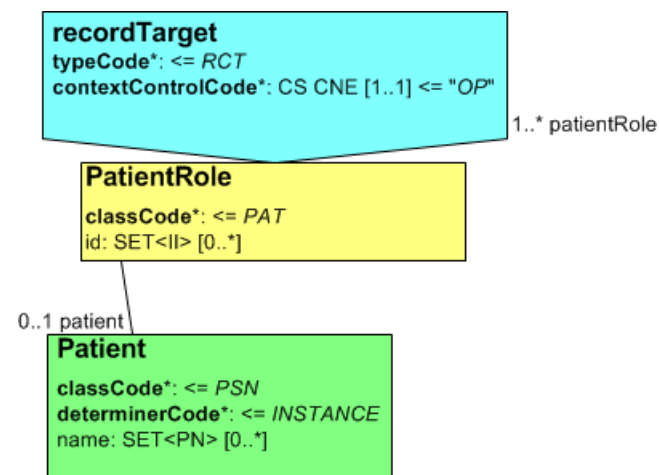 recordTarget
typeCode*: <= RCT
contextControlCode*: CS CNE [1..1] <= "OP"
1..* patientRole
PatientRole
classCode*: <= PAT
id: SET<II> [0..*]
0..1 patient
Patient
classCode*: <= PSN
determinerCode*: <= INSTANCE
name: SET<PN> [0..*]